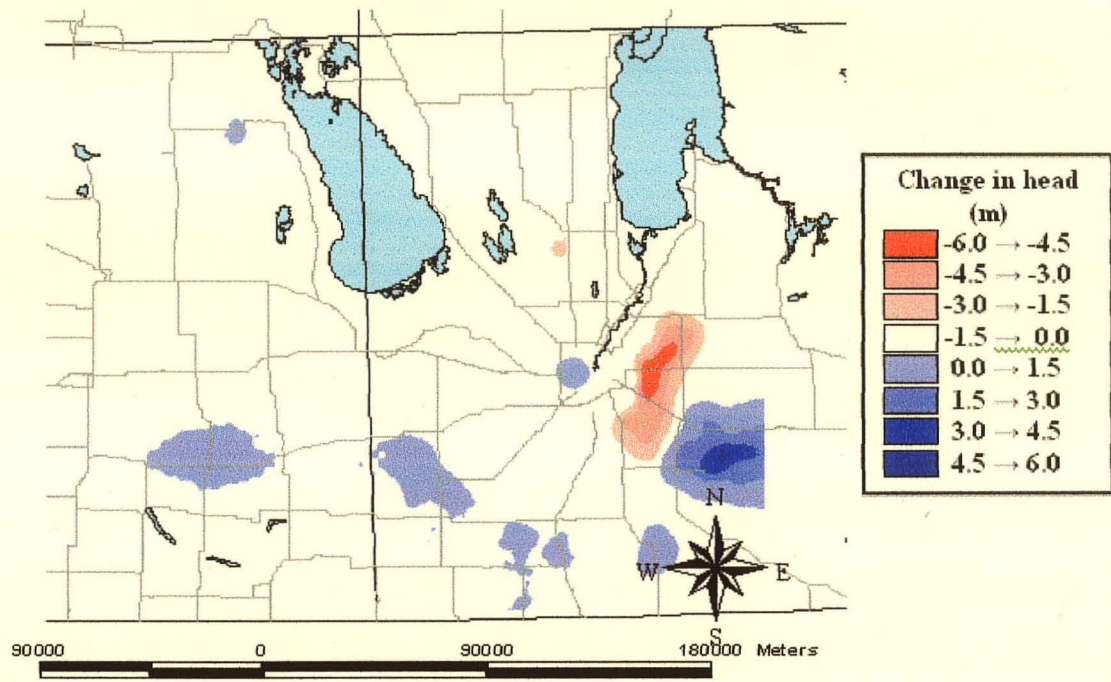 Change in head
(m)
-6.0 → -4.5
-4.5 → -3.0
-3.0 → -1.5
-1.5 → 0.0
0.0 → 1.5
1.5 → 3.0
3.0 → 4.5
4.5 → 6.0
N
W E
S
90000 0 90000 180000 Meters